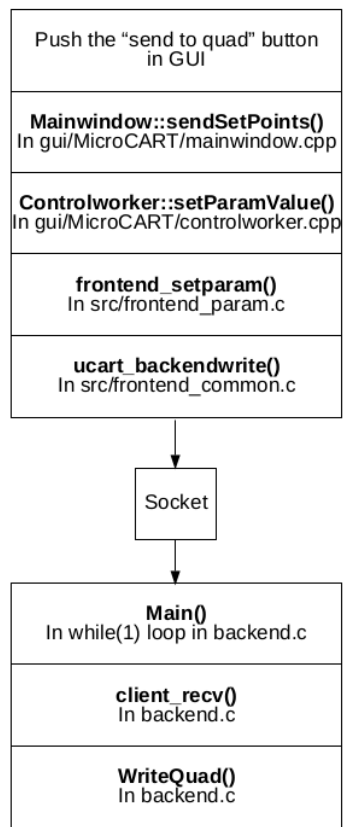 Push the “send to quad” button
in GUI
Mainwindow::sendSetPoints()
In gui/MicroCART/mainwindow.cpp
Controlworker::setParamValue()
In gui/MicroCART/controlworker.cpp
frontend_setparam()
In src/frontend_param.c
ucart_backendwrite()
In src/frontend_common.c
Socket
Main()
In while(1) loop in backend.c
client_recv()
In backend.c
WriteQuad()
In backend.c